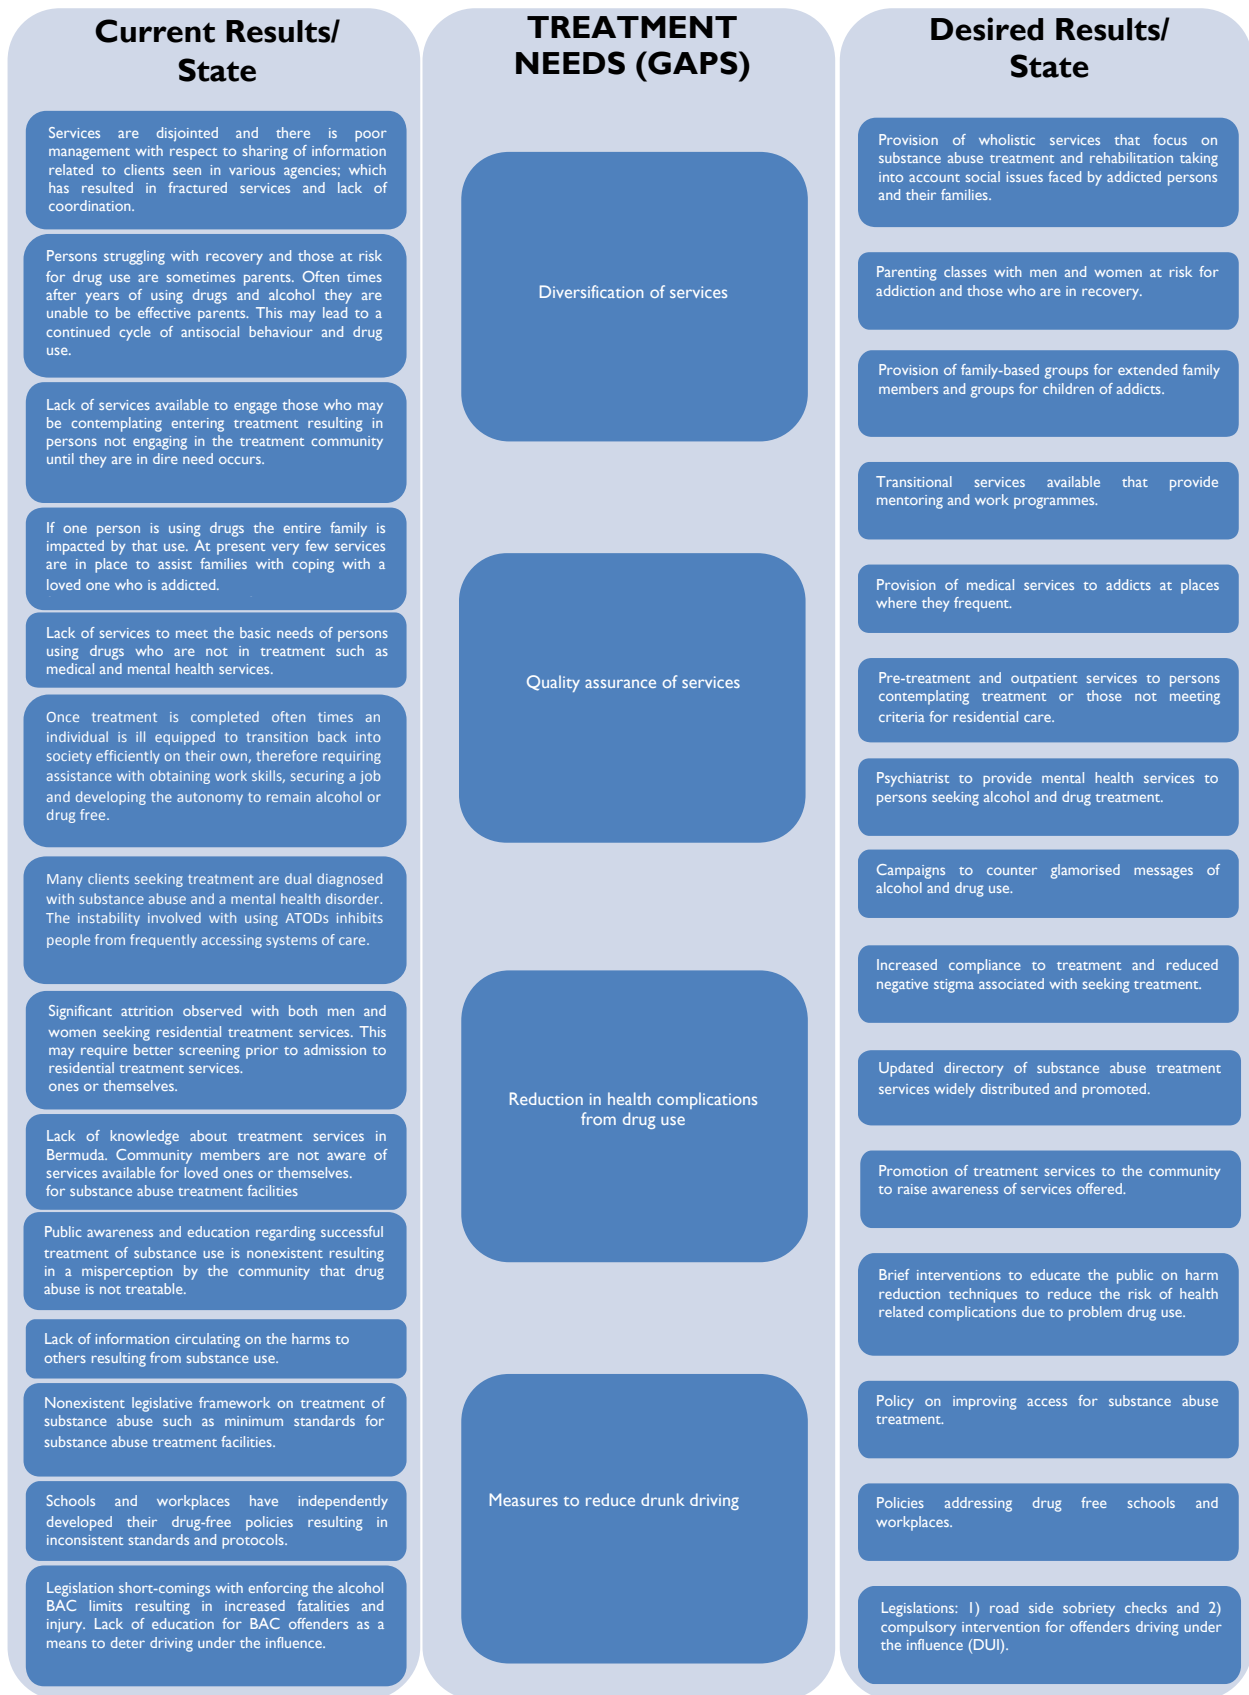 Current Results/
State
Services are disjointed and there is poor
management with respect to sharing of information
related to clients seen in various agencies; which
has resulted in fractured services and lack of
coordination.
Persons struggling with recovery and those at risk
for drug use are sometimes parents. Often times
after years of using drugs and alcohol they are
unable to be effective parents. This may lead to a
continued cycle of antisocial behaviour and drug
use.
Lack of services available to engage those who may
be contemplating entering treatment resulting in
persons not engaging in the treatment community
until they are in dire need occurs.
If one person is using drugs the entire family is
impacted by that use. At present very few services
are in place to assist families with coping with a
loved one who is addicted.
Lack of services to meet the basic needs of persons
using drugs who are not in treatment such as
medical and mental health services.
Once treatment is completed often times an
individual is ill equipped to transition back into
society efficiently on their own, therefore requiring
assistance with obtaining work skills, securing a job
and developing the autonomy to remain alcohol or
drug free.
Many clients seeking treatment are dual diagnosed
with substance abuse and a mental health disorder.
The instability involved with using ATODs inhibits
people from frequently accessing systems of care.
Significant attrition observed with both men and
women seeking residential treatment services. This
may require better screening prior to admission to
residential treatment services.
ones or themselves.
Lack of knowledge about treatment services in
Bermuda. Community members are not aware of
services available for loved ones or themselves.
for substance abuse treatment facilities
Public awareness and education regarding successful
treatment of substance use is nonexistent resulting
in a misperception by the community that drug
abuse is not treatable.
Lack of information circulating on the harms to
others resulting from substance use.
Nonexistent legislative framework on treatment of
substance abuse such as minimum standards for
substance abuse treatment facilities.
Schools and workplaces have independently
developed their drug-free policies resulting in
inconsistent standards and protocols.
Legislation short-comings with enforcing the alcohol
BAC limits resulting in increased fatalities and
injury. Lack of education for BAC offenders as a
means to deter driving under the influence.
TREATMENT
NEEDS (GAPS)
Diversification of services
Quality assurance of services
Reduction in health complications
from drug use
Measures to reduce drunk driving
Desired Results/
State
Provision of wholistic services that focus on
substance abuse treatment and rehabilitation taking
into account social issues faced by addicted persons
and their families.
Parenting classes with men and women at risk for
addiction and those who are in recovery.
Provision of family-based groups for extended family
members and groups for children of addicts.
Transitional services available that provide
mentoring and work programmes.
Provision of medical services to addicts at places
where they frequent.
Pre-treatment and outpatient services to persons
contemplating treatment or those not meeting
criteria for residential care.
Psychiatrist to provide mental health services to
persons seeking alcohol and drug treatment.
Campaigns to counter glamorised messages of
alcohol and drug use.
Increased compliance to treatment and reduced
negative stigma associated with seeking treatment.
Updated directory of substance abuse treatment
services widely distributed and promoted.
Promotion of treatment services to the community
to raise awareness of services offered.
Brief interventions to educate the public on harm
reduction techniques to reduce the risk of health
related complications due to problem drug use.
Policy on improving access for substance abuse
treatment.
Policies addressing drug free schools and
workplaces.
Legislations: 1) road side sobriety checks and 2)
compulsory intervention for offenders driving under
the influence (DUI).